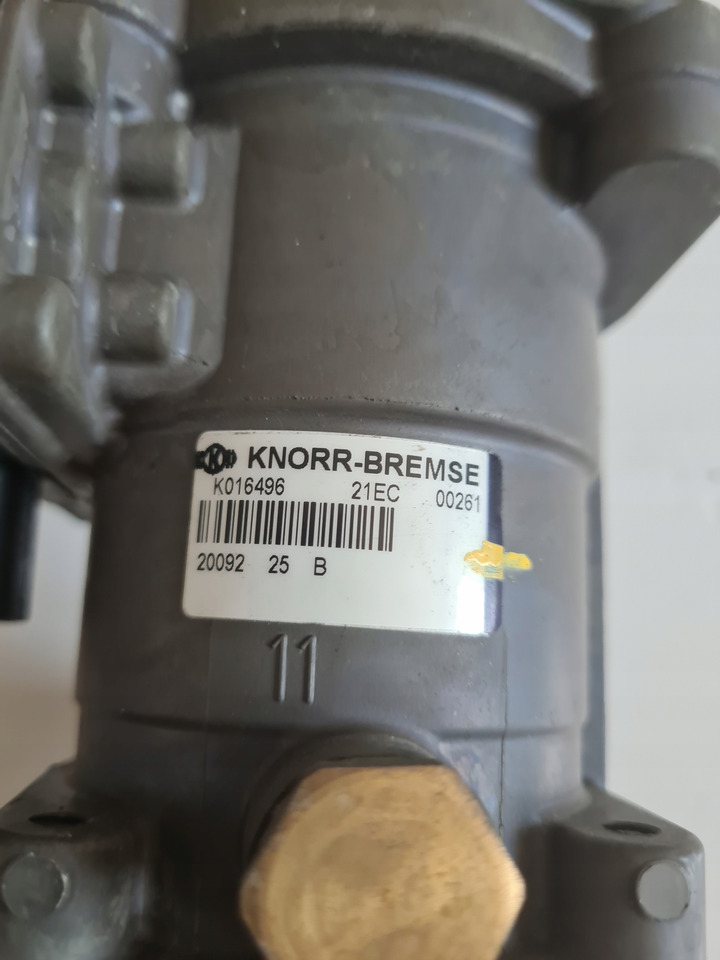 KNORR-BREMSE
K016496 21EC 00261
20092 25 B
11